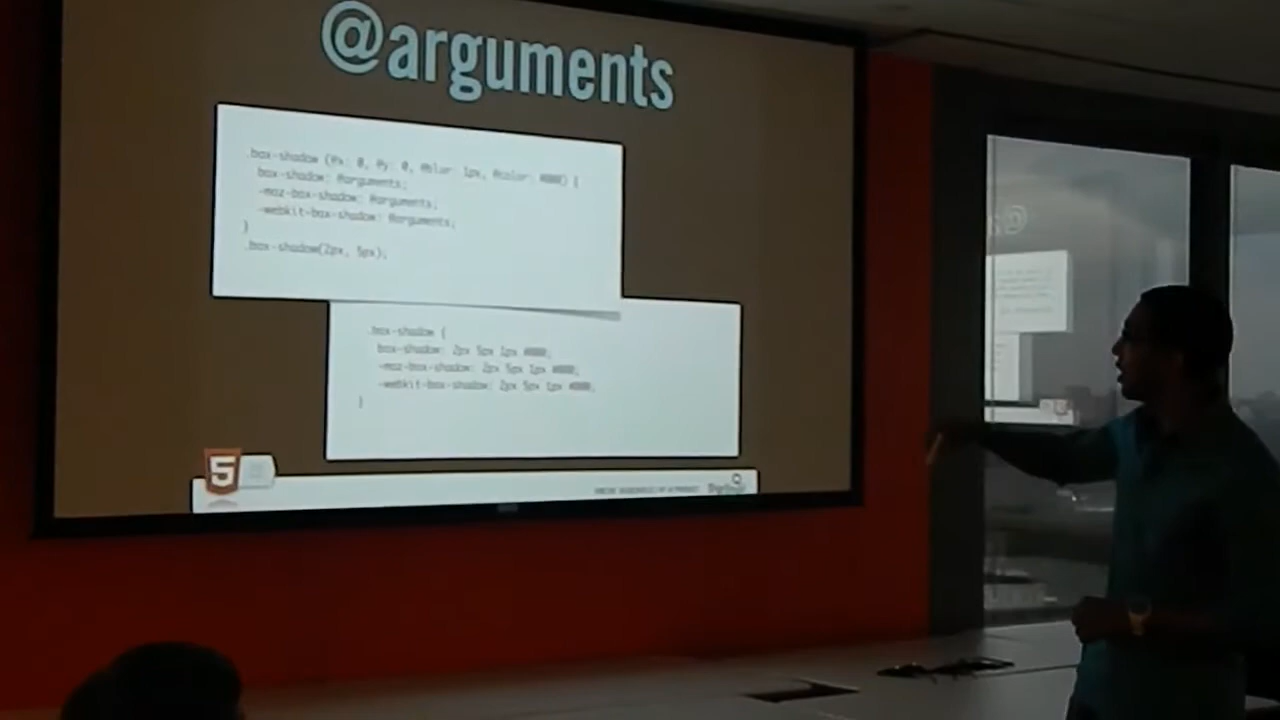 @arguments
.box-shadow (@x: 0, @y: 0, @blur: 1px, @color: #000) {
box-shadow: @arguments;
-moz-box-shadow: @arguments;
-webkit-box-shadow: @arguments;
}
.box-shadow(2px, 5px);
.box-shadow {
box-shadow: 2px 5px 1px #000;
-moz-box-shadow: 2px 5px 1px #000;
-webkit-box-shadow: 2px 5px 1px #000;
}
5